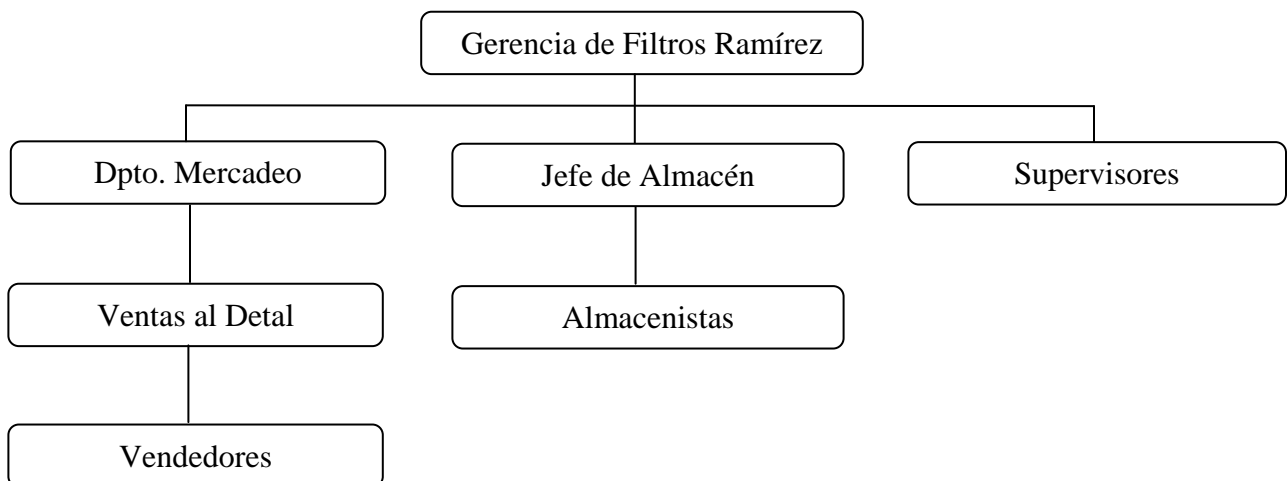 Gerencia de Filtros Ramírez
Dpto. Mercadeo
Jefe de Almacén
Supervisores
Ventas al Detal
Almacenistas
Vendedores